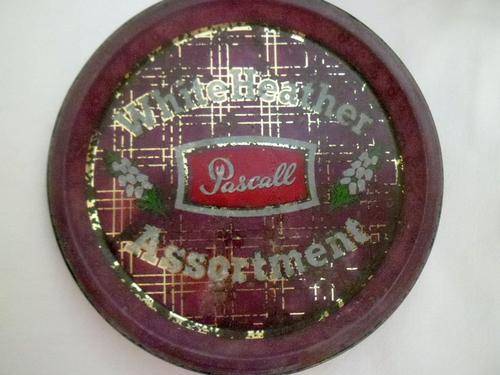 White Heather
Pascall
Assortment